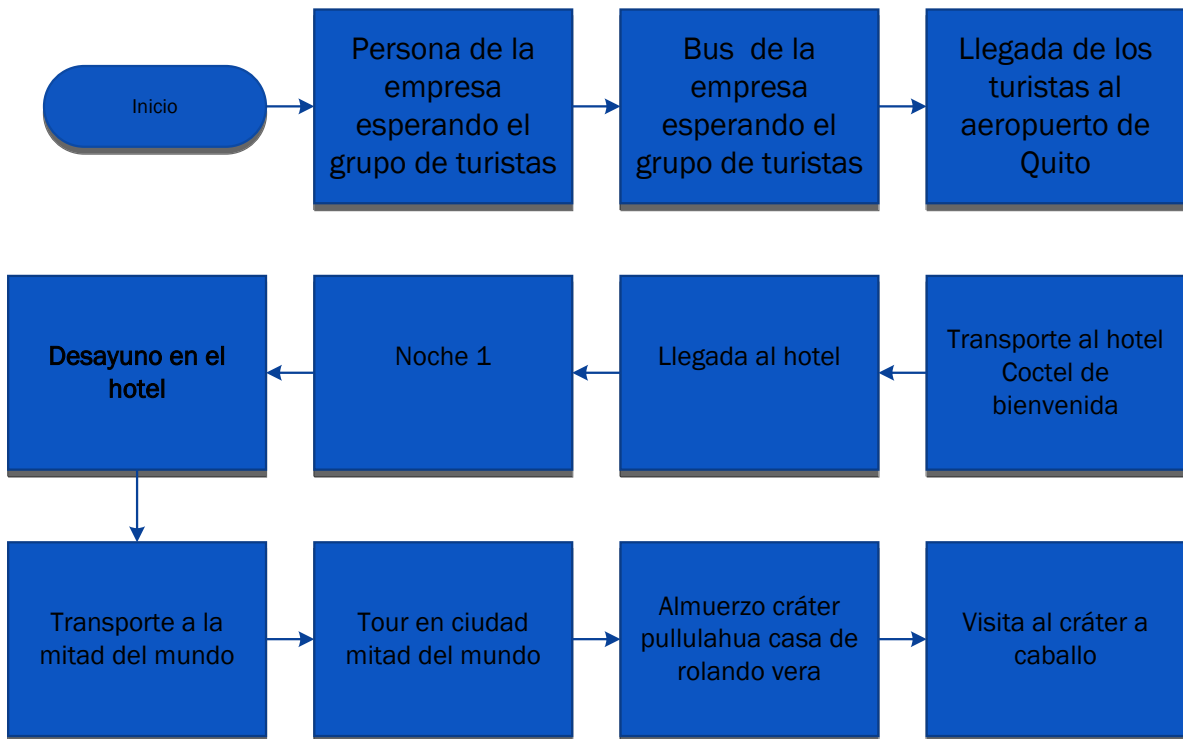 Inicio
Persona de la
empresa
esperando el
grupo de turistas
Bus de la
empresa
esperando el
grupo de turistas
Llegada de los
turistas al
aeropuerto de
Quito
Transporte al hotel
Coctel de
bienvenida
Llegada al hotel
Noche 1
Desayuno en el
hotel
Transporte a la
mitad del mundo
Tour en ciudad
mitad del mundo
Almuerzo cráter
pullulahua casa de
rolando vera
Visita al cráter a
caballo